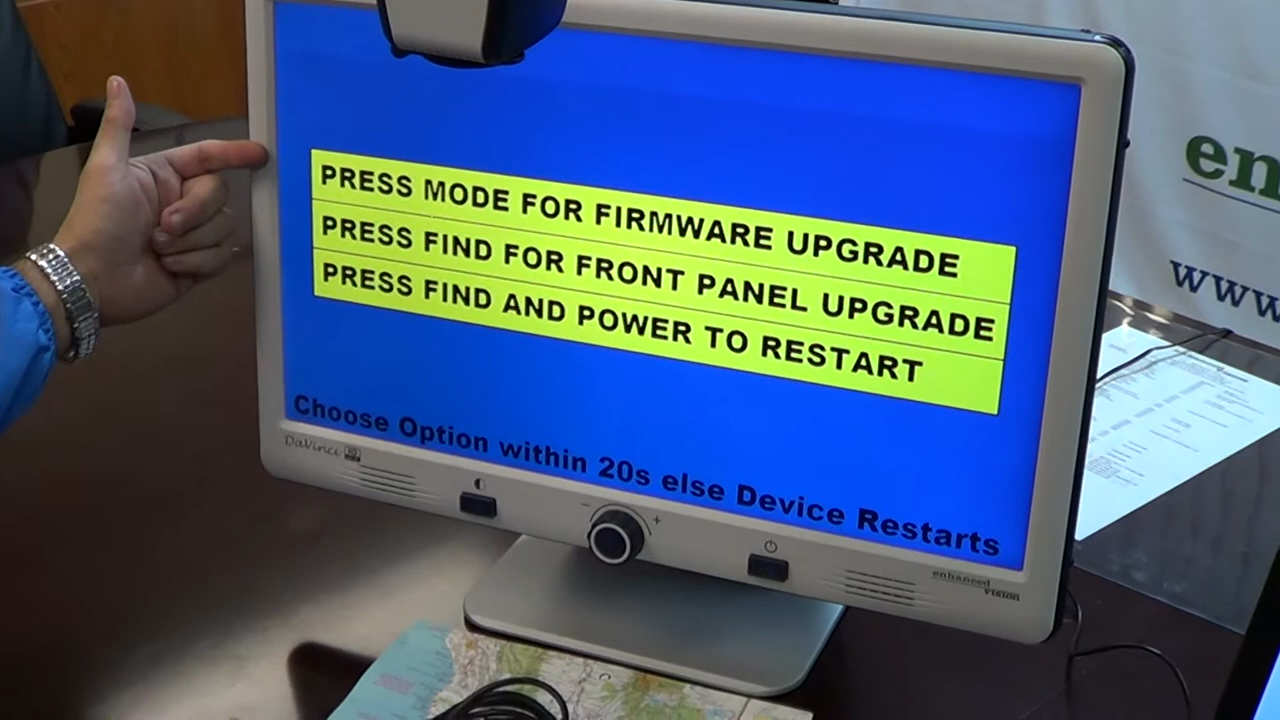 PRESS MODE FOR FIRMWARE UPGRADE
PRESS FIND FOR FRONT PANEL UPGRADE
PRESS FIND AND POWER TO RESTART
Choose Option within 20s else Device Restarts
DaVinci HD
enhanced
vision
en
www